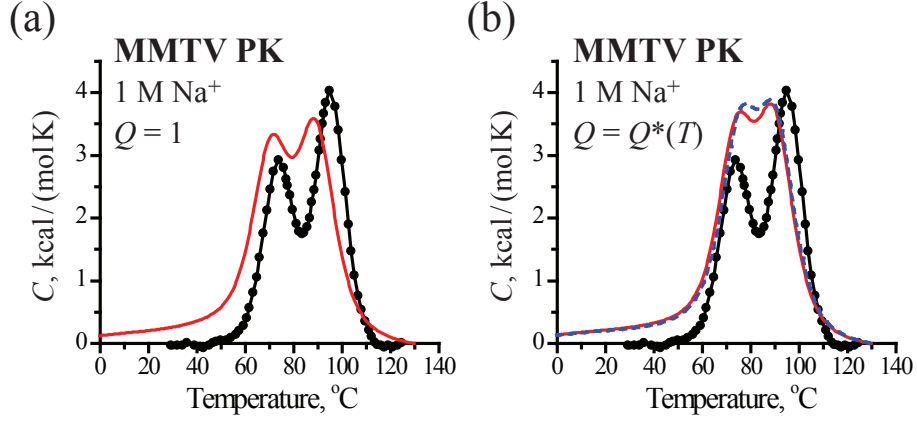 (a)
MMTV PK
1 M Na⁺
Q = 1
C, kcal/(mol K)
4
3
2
1
0
0 20 40 60 80 100 120 140
Temperature, °C
(b)
MMTV PK
1 M Na⁺
Q = Q*(T)
C, kcal/(mol K)
4
3
2
1
0
0 20 40 60 80 100 120 140
Temperature, °C